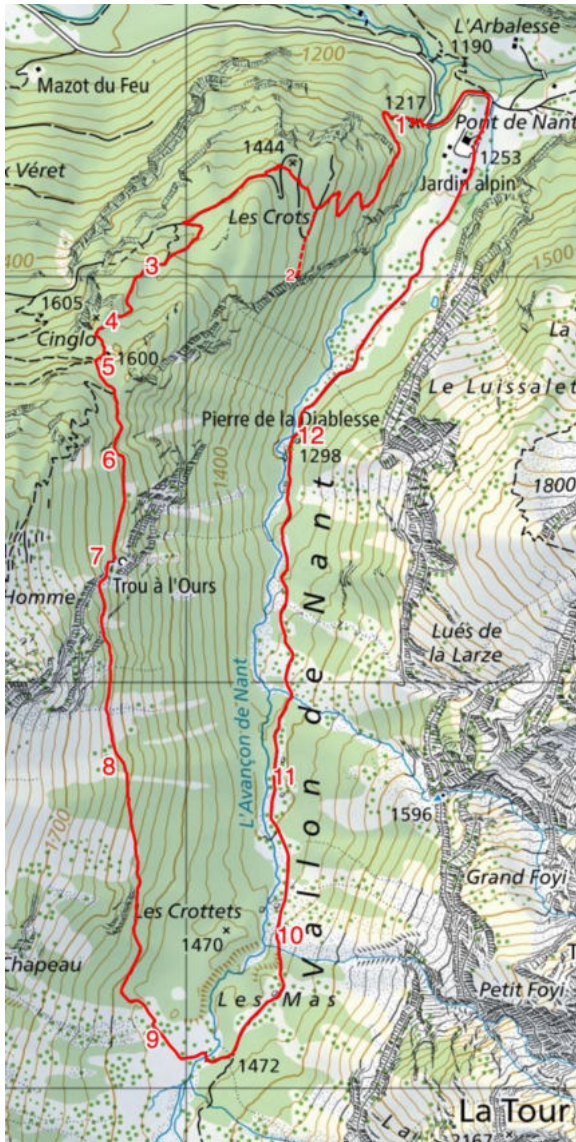 L'Arbalesse
1190
1200
Mazot du Feu
1217
1
Pont de Nant
1444
1253
Véret
Jardin alpin
Les Crots
3
2
1400
1500
1605
4
Cinglo
1600
5
La
Le Luissalet
Pierre de la Diablesse
12
6
1298
1400
1800
7
Trou à l'Ours
Homme
Vallon de Nant
Lués de
la Larze
L'Avançon de Nant
8
11
1596
1700
Grand Foyi
Les Crottets
1470
10
Chapeau
Petit Foyi
Les Mas
9
1472
La Tour